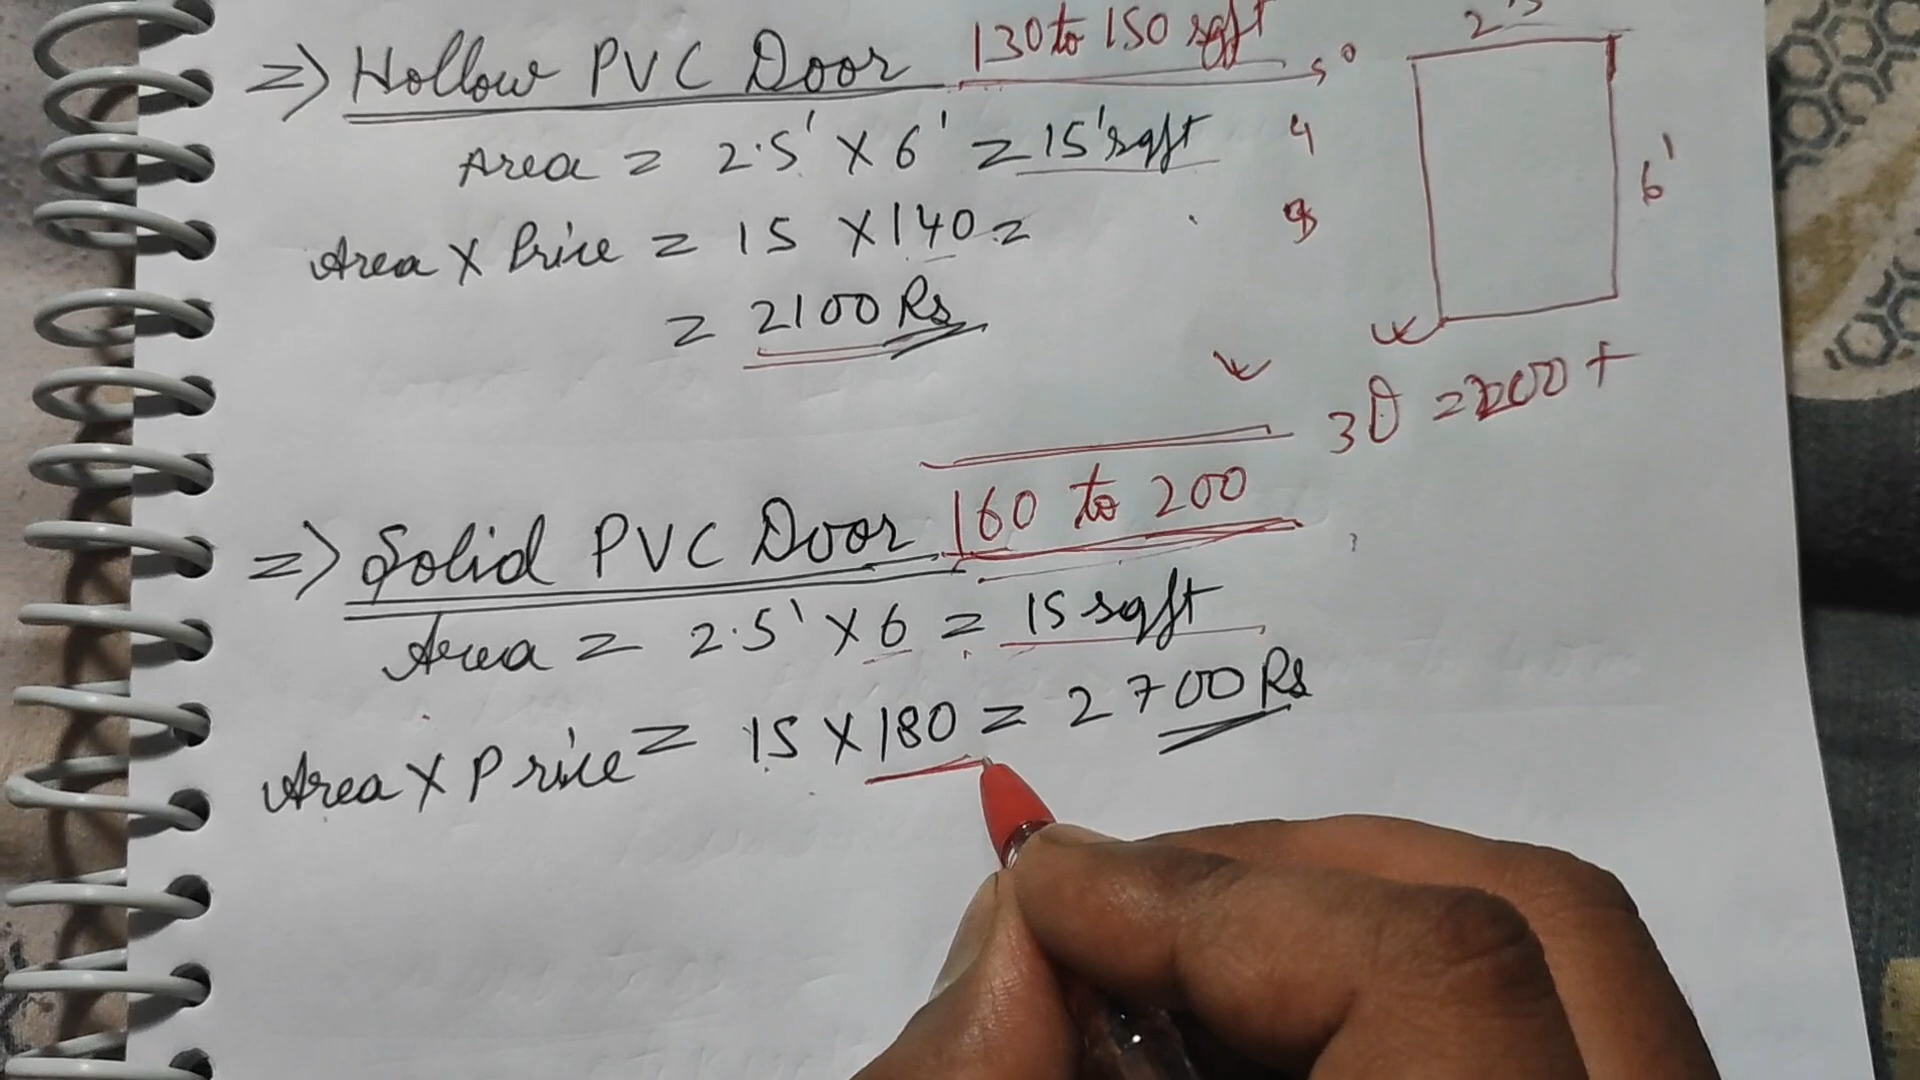 => Hollow PVC Door 130 to 150 sqft
Area = 2.5' X 6' = 15' sqft
Area X Price = 15 X 140 =
= 2100 Rs
6'
3D = 200 +
=> Solid PVC Door 160 to 200
Area = 2.5' X 6 = 15 sqft
Area X Price = 15 X 180 = 2700 Rs